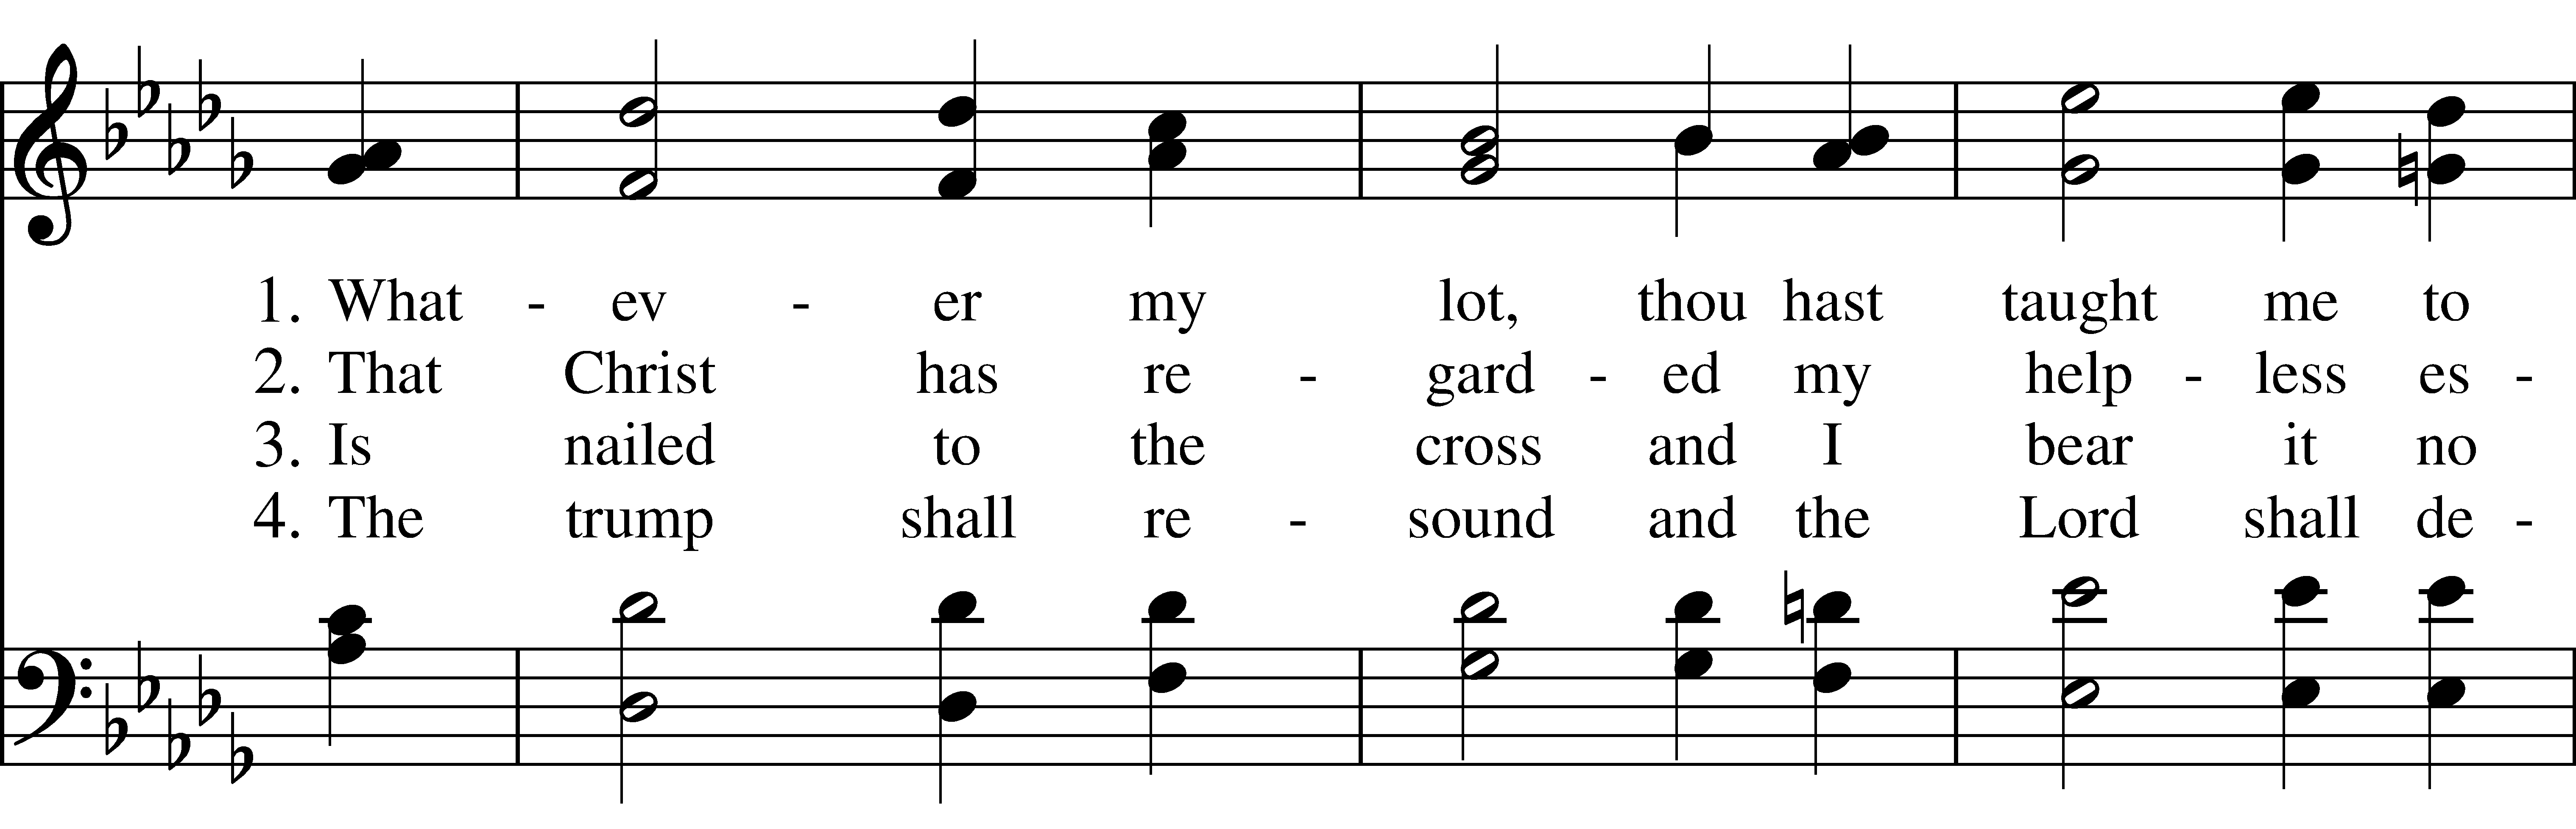 1. What - ev - er my lot, thou hast taught me to
2. That Christ has re - gard - ed my help - less es -
3. Is nailed to the cross and I bear it no
4. The trump shall re - sound and the Lord shall de -